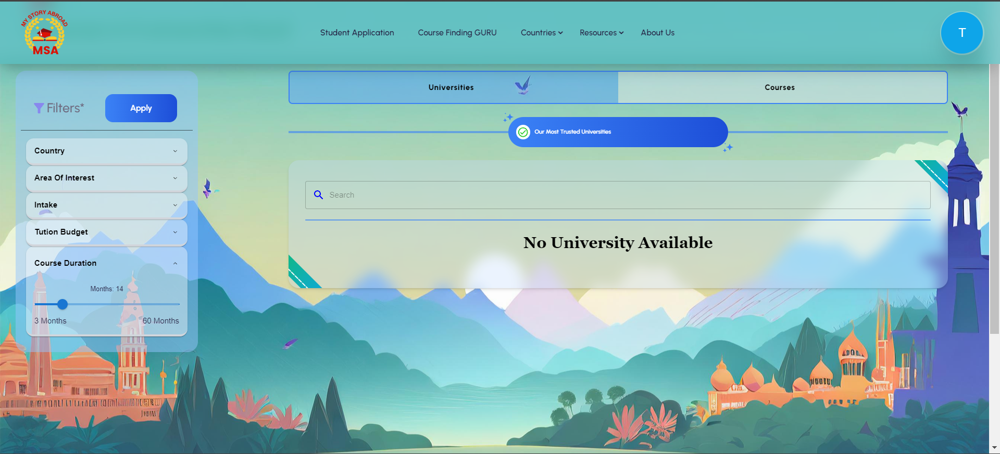 MY STORY ABROAD
MSA
Student Application
Course Finding GURU
Countries
Resources
About Us
T
Filters*
Apply
Country
Area Of Interest
Intake
Tution Budget
Course Duration
Months: 14
3 Months
60 Months
Universities
Courses
Our Most Trusted Universities
Search
No University Available